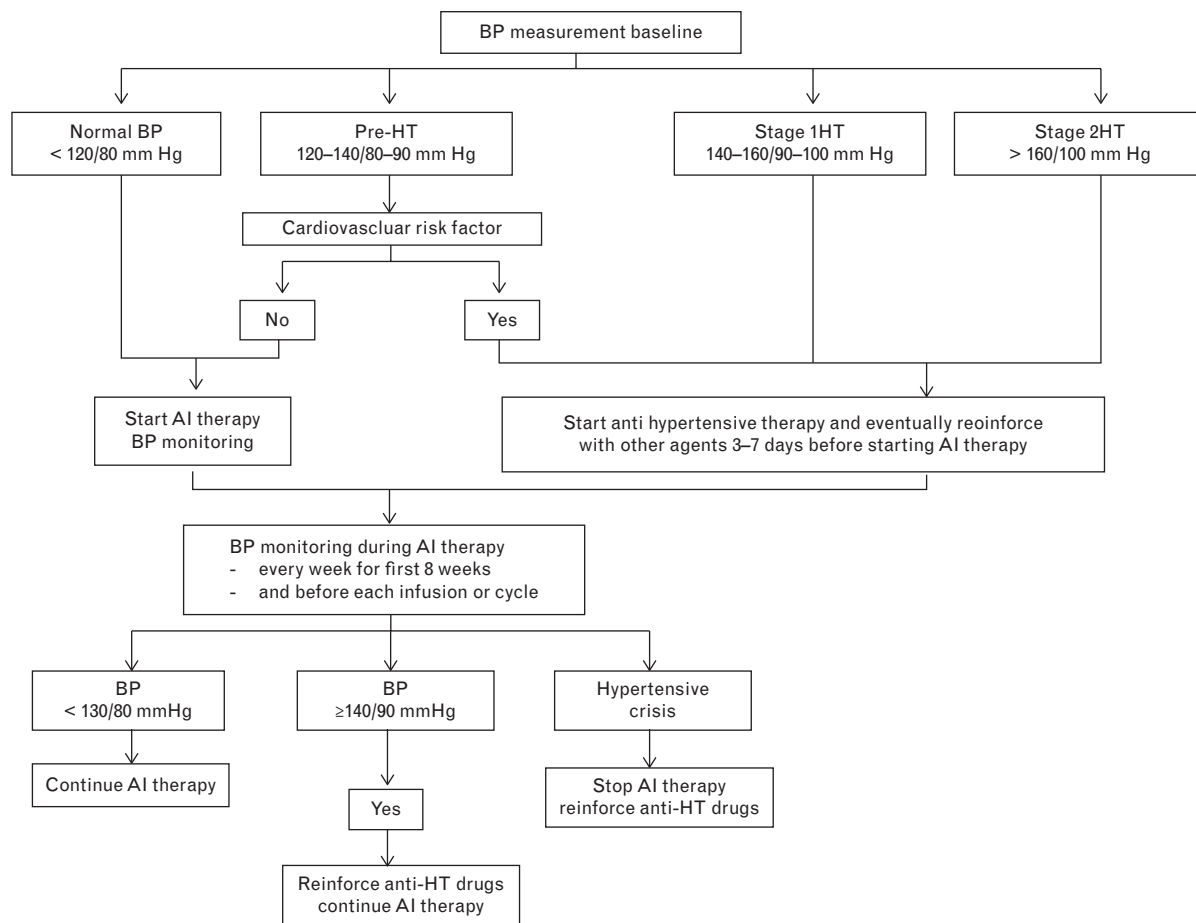 BP measurement baseline
Normal BP
< 120/80 mm Hg
Pre-HT
120–140/80–90 mm Hg
Stage 1HT
140–160/90–100 mm Hg
Stage 2HT
> 160/100 mm Hg
Cardiovascluar risk factor
No
Yes
Start AI therapy
BP monitoring
Start anti hypertensive therapy and eventually reoinforce
with other agents 3–7 days before starting AI therapy
BP monitoring during AI therapy
- every week for first 8 weeks
- and before each infusion or cycle
BP
< 130/80 mmHg
BP
≥140/90 mmHg
Hypertensive
crisis
Continue AI therapy
Yes
Stop AI therapy
reinforce anti-HT drugs
Reinforce anti-HT drugs
continue AI therapy